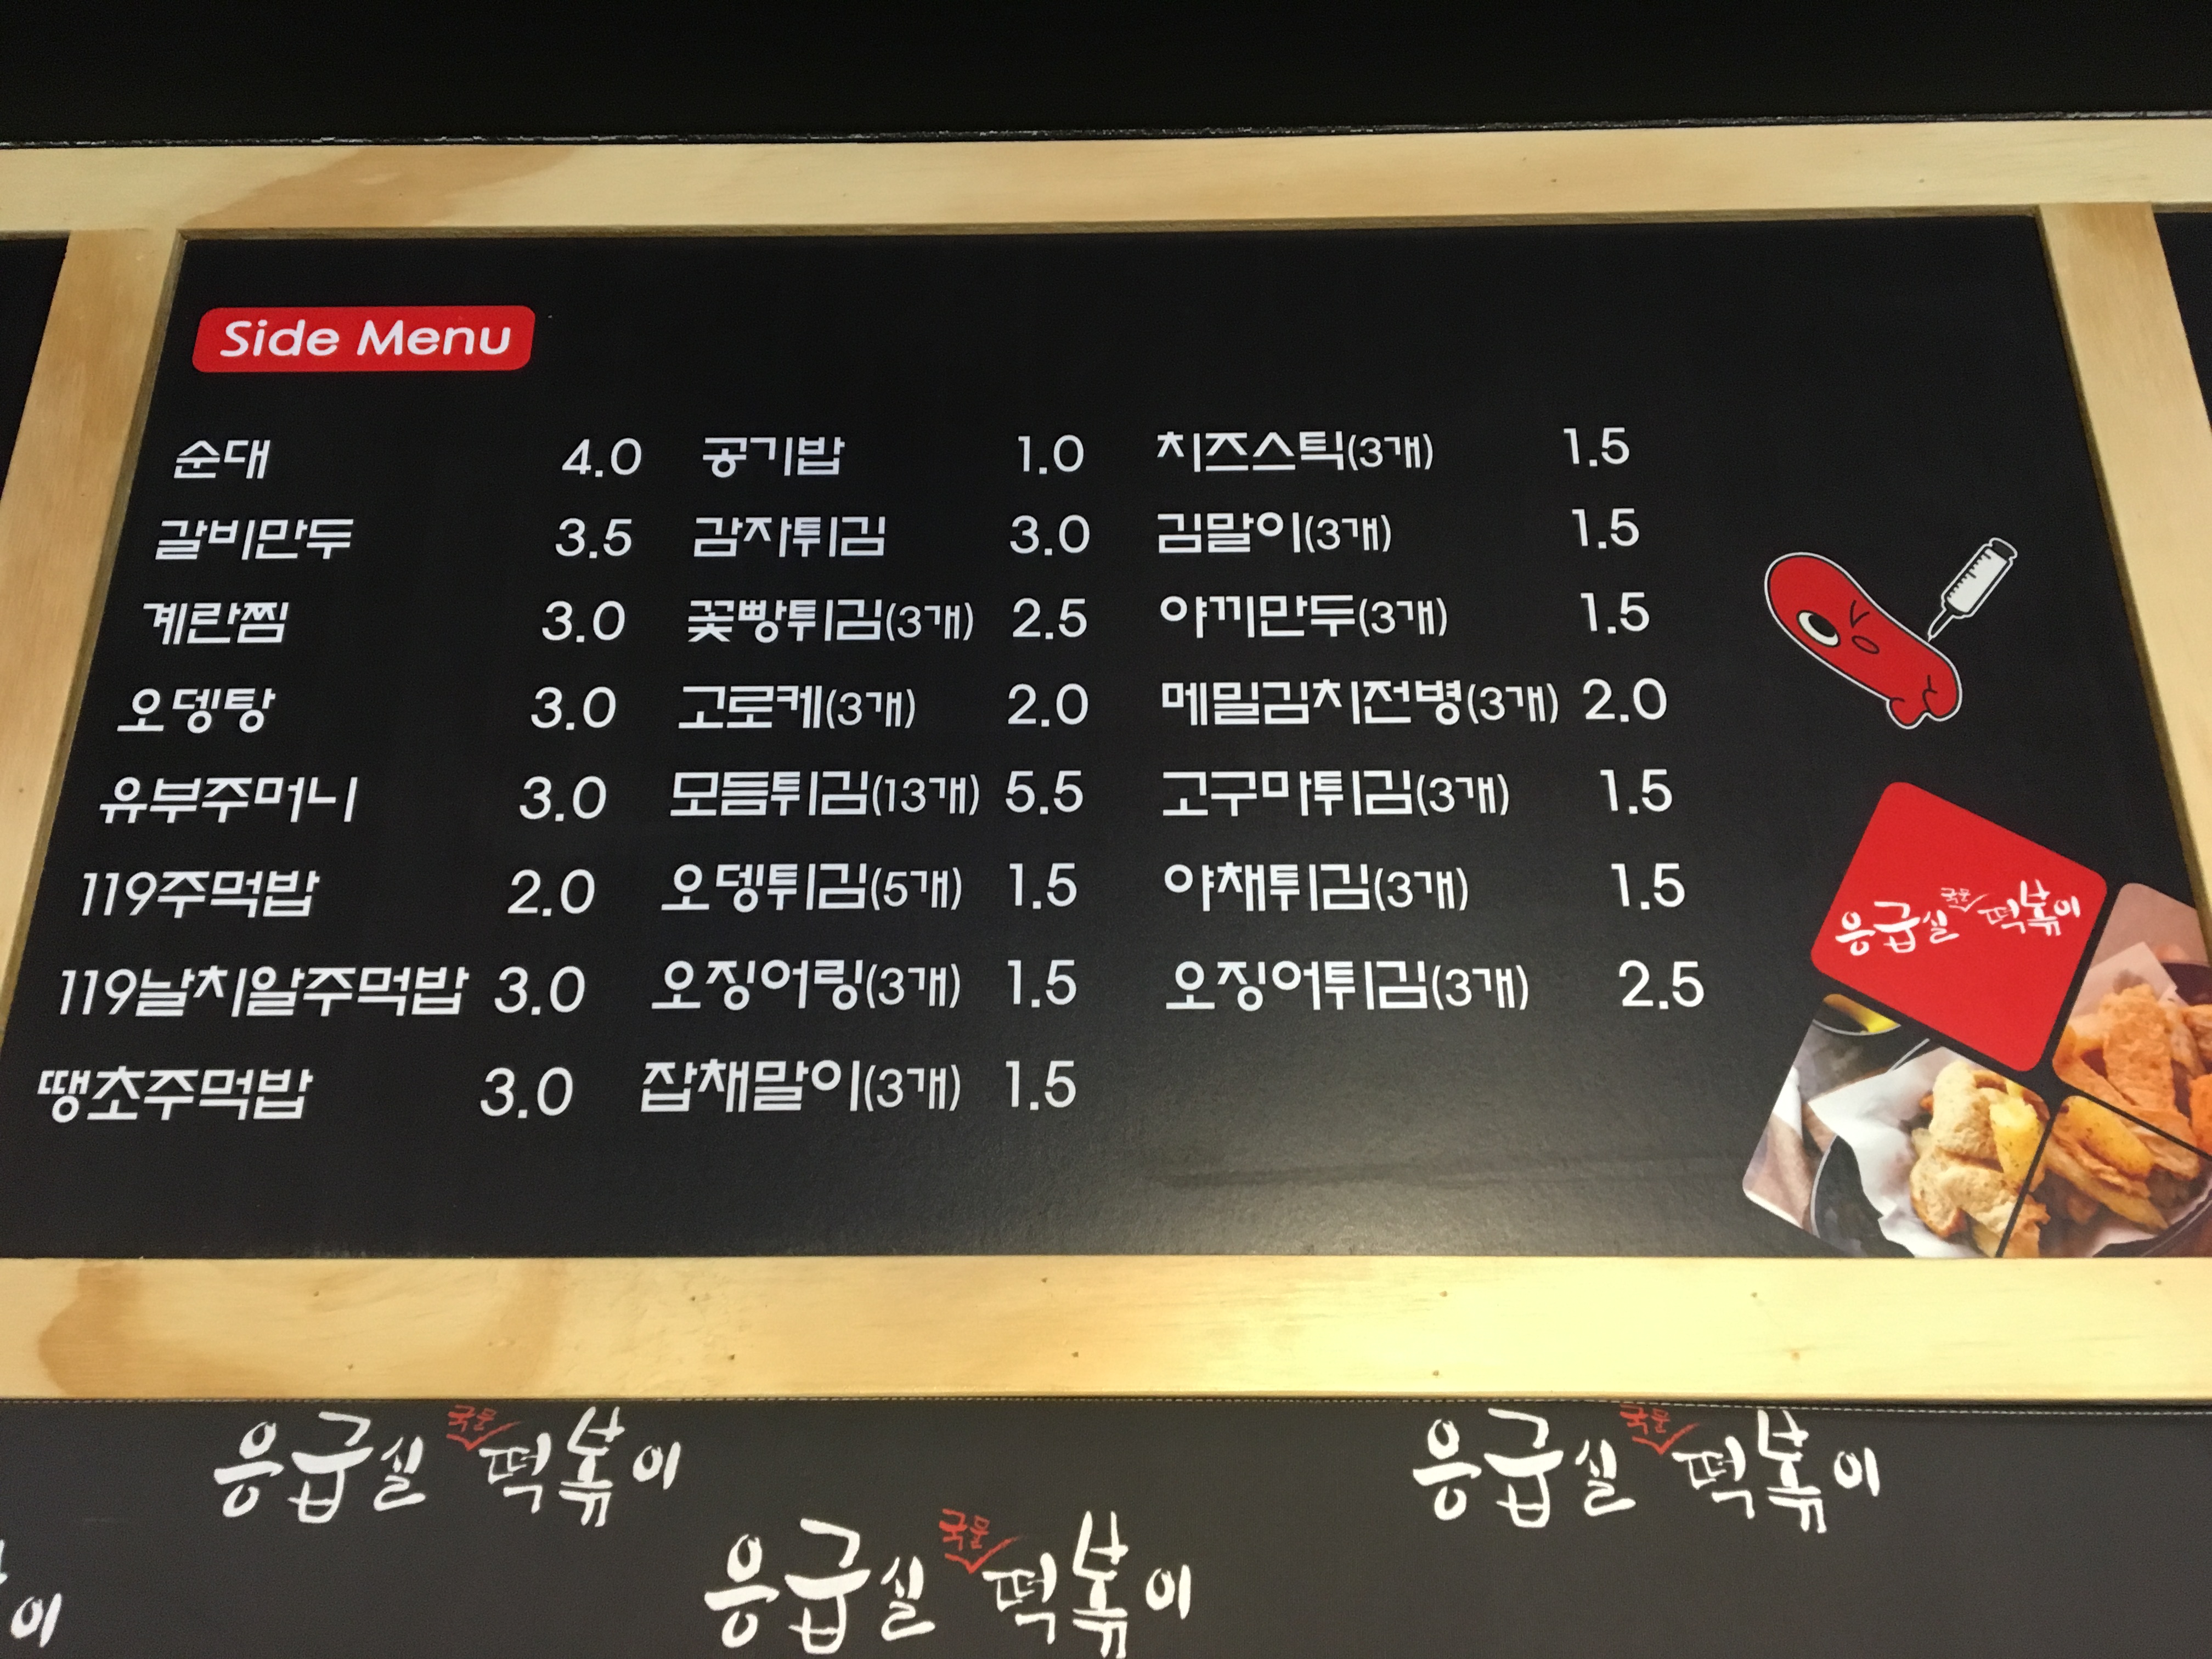 Side Menu
순대 4.0
갈비만두 3.5
계란찜 3.0
오뎅탕 3.0
유부주머니 3.0
119주먹밥 2.0
119날치알주먹밥 3.0
땡초주먹밥 3.0
공기밥 1.0
감자튀김 3.0
꽃빵튀김(3개) 2.5
고로케(3개) 2.0
모듬튀김(13개) 5.5
오뎅튀김(5개) 1.5
오징어링(3개) 1.5
잡채말이(3개) 1.5
치즈스틱(3개) 1.5
김말이(3개) 1.5
야끼만두(3개) 1.5
메밀김치전병(3개) 2.0
고구마튀김(3개) 1.5
야채튀김(3개) 1.5
오징어튀김(3개) 2.5
응급실 국물 떡볶이
응급실 국물 떡볶이
응급실 국물 떡볶이
응급실 국물 떡볶이
이